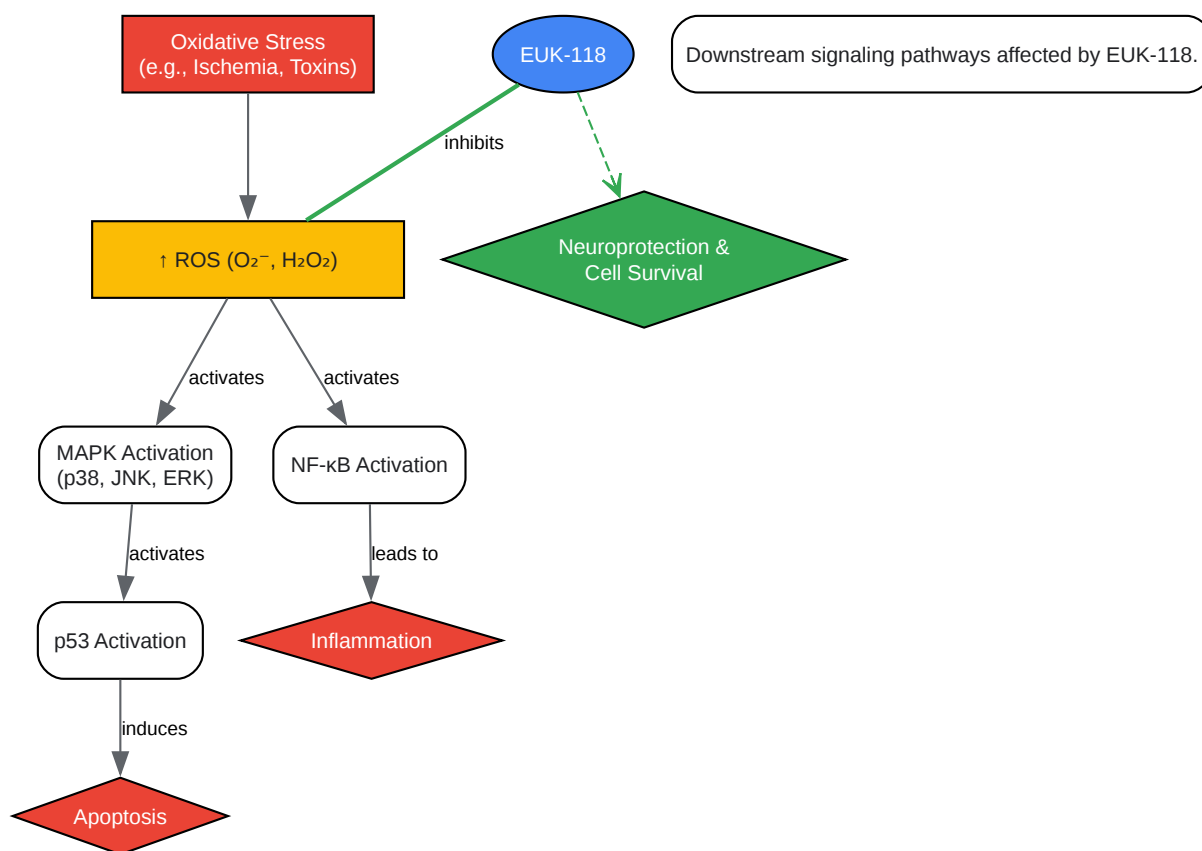 Oxidative Stress
(e.g., Ischemia, Toxins)
EUK-118
Downstream signaling pathways affected by EUK-118.
inhibits
↑ ROS (O₂⁻, H₂O₂)
Neuroprotection &
Cell Survival
activates
activates
MAPK Activation
(p38, JNK, ERK)
NF-κB Activation
activates
leads to
p53 Activation
Inflammation
induces
Apoptosis